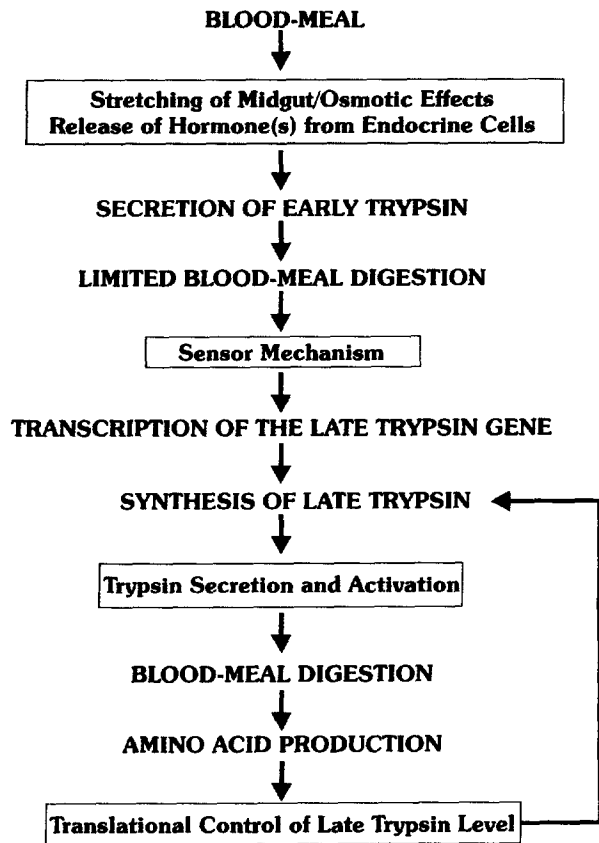 BLOOD-MEAL
Stretching of Midgut/Osmotic Effects
Release of Hormone(s) from Endocrine Cells
SECRETION OF EARLY TRYPSIN
LIMITED BLOOD-MEAL DIGESTION
Sensor Mechanism
TRANSCRIPTION OF THE LATE TRYPSIN GENE
SYNTHESIS OF LATE TRYPSIN
Trypsin Secretion and Activation
BLOOD-MEAL DIGESTION
AMINO ACID PRODUCTION
Translational Control of Late Trypsin Level